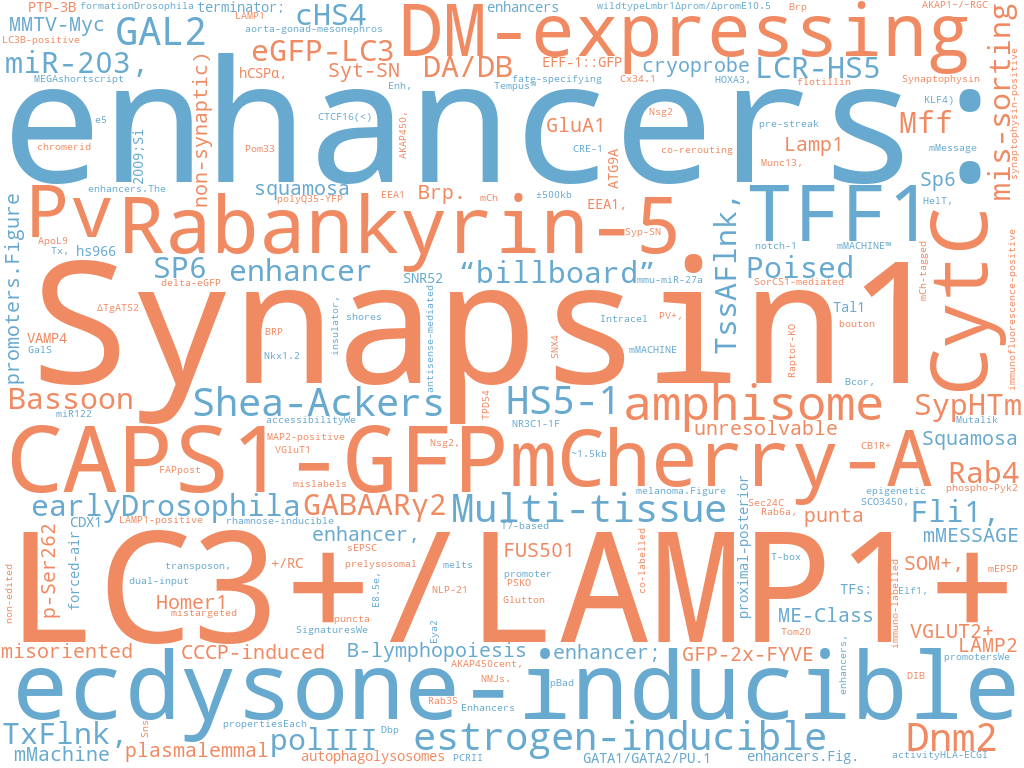 PTP-3B
formationDrosophila
terminator;
cHS4
enhancers
wildtypeLmbr1Δprom/ΔpromE10.5
Brp
AKAP1-/-RGC
MMTV-Myc
GAL2
LAMP1
aorta-gonad-mesonephros
DM-expressing
LC3B-positive
miR-203,
eGFP-LC3
EFF-1::GFP
cryoprobe
LCR-HS5
mis-sorting
MEGAshortscript
hCSPα,
Syt-SN
DA/DB
fate-specifying
Cx34.1
HOXA3,
flotillin
Synaptophysin
synaptophysin-positive
non-synaptic)
Enh,
Tempus™
enhancers:
KLF4)
e5
2009;Si
CTCF16(<)
AKAP450,
GluA1
Nsg2
pre-streak
Mff
chromerid
Pom33
CRE-1
co-rerouting
Lamp1
mMessage
Munc13,
ATG9A
enhancers.The
squamosa
polyQ35-YFP
EEA1
Brp.
mCh
±500kb
Sp6
HelT,
promoters.Figure
Pv
Rabankyrin-5
EEA1,
Syp-SN
TssAFlnk,
TFF1
cytC
ApoL9
Tx,
hs966
notch-1
mMACHINE™
mCh-tagged
immunofluorescence-positive
SP6
enhancer
SNR52
“billboard”
mmu-miR-27a
Poised
delta-eGFP
SorCS1-mediated
ΔTgATS2
Synapsin1
insulator,
shores
antisense-mediated
Intracel
PV+,
Tal1
bouton
VAMP4
GalS
BRP
Nkx1.2
SNX4
mMACHINE
Raptor-KO
Bcor,
Bassoon
miR122
Shea-Ackers
TPD54
HS5-1
amphisome
SypHTm
accessibilityWe
NR3C1-1F
unresolvable
Mutalik
CAPS1-GFP
MAP2-positive
VGluT1
Nsg2,
mCherry-A
CB1R+
Squamosa
FAPpost
~1.5kb
Rab4
mislabels
melanoma.Figure
epigenetic
phospho-Pyk2
earlyDrosophila
GABAARγ2
Multi-tissue
proximal-posterior
Sec24C
Rab6a,
SCO3450,
punta
Fli1,
CDX1
LAMP1-positive
rhamnose-inducible
T7-based
p-Ser262
forced-air
enhancer,
sEPSC
FUS501
co-labelled
mMESSAGE
LC3+/LAMP1+
non-edited
transposon,
+/RC
prelysosomal
melts
T-box
SOM+,
mEPSP
dual-input
E8.5e,
promoter
immuno-labelled
TFs:
Elf1,
Homer1
NLP-21
PSKO
Glutton
mistargeted
puncta
ME-Class
SignaturesWe
Eya2
Tom20
VGLUT2+
misoriented
CCCP-induced
B-lymphopoiesis
enhancer;
GFP-2x-FYVE
LAMP2
enhancers,
promotersWe
AKAP450cent,
ecdysone-inducible
NMJs.
pBad
DIB
Rab35
Enhancers
TxFlnk,
Sns
propertiesEach
Dbp
polIII
estrogen-inducible
Dnm2
mMachine
plasmalemmal
autophagolysosomes
PCRII
GATA1/GATA2/PU.1
enhancers.Fig.
activityHLA-ECGI